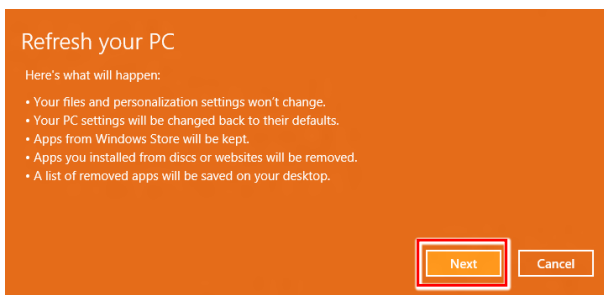 Refresh your PC
Here's what will happen:
• Your files and personalization settings won't change.
• Your PC settings will be changed back to their defaults.
• Apps from Windows Store will be kept.
• Apps you installed from discs or websites will be removed.
• A list of removed apps will be saved on your desktop.
Next Cancel